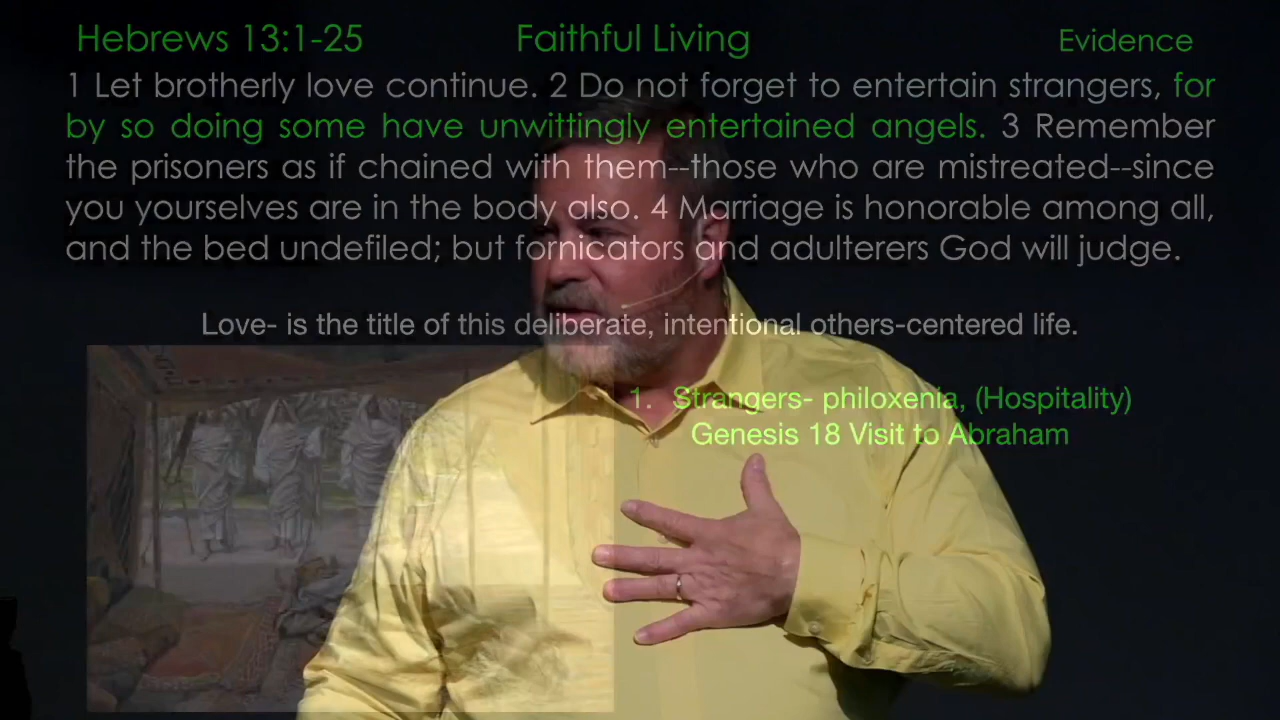 Hebrews 13:1-25 Faithful Living Evidence
1 Let brotherly love continue. 2 Do not forget to entertain strangers, for
by so doing some have unwittingly entertained angels. 3 Remember
the prisoners as if chained with them--those who are mistreated--since
you yourselves are in the body also. 4 Marriage is honorable among all,
and the bed undefiled; but fornicators and adulterers God will judge.
Love- is the title of this deliberate, intentional others-centered life.
1. Strangers- philoxenia, (Hospitality)
Genesis 18 Visit to Abraham